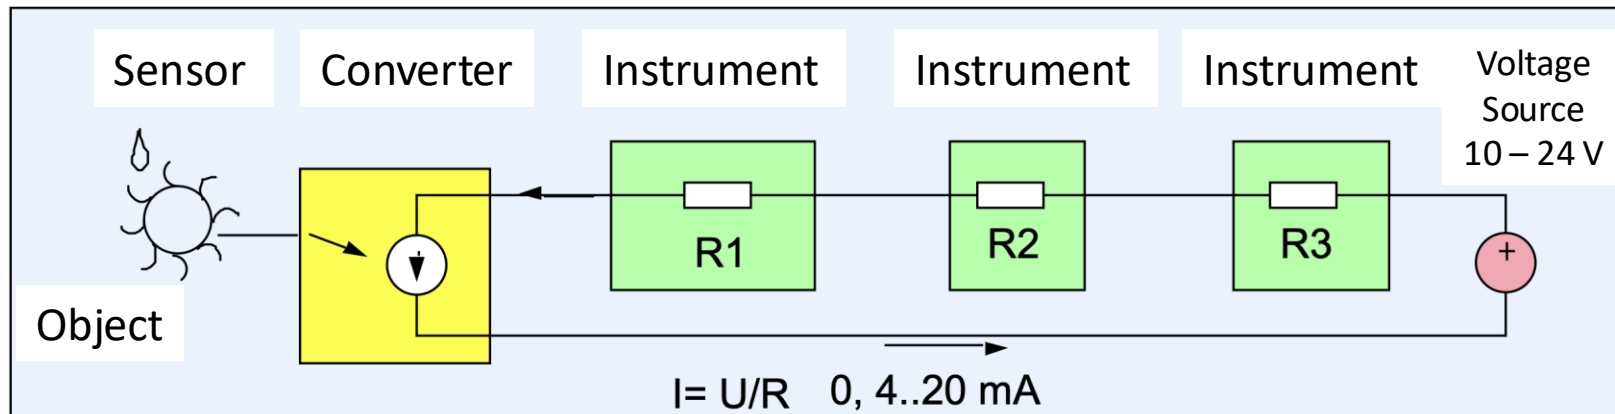 Sensor
Converter
Instrument
Instrument
Instrument
Voltage
Source
10 – 24 V
R1
R2
R3
+
Object
I= U/R 0, 4..20 mA